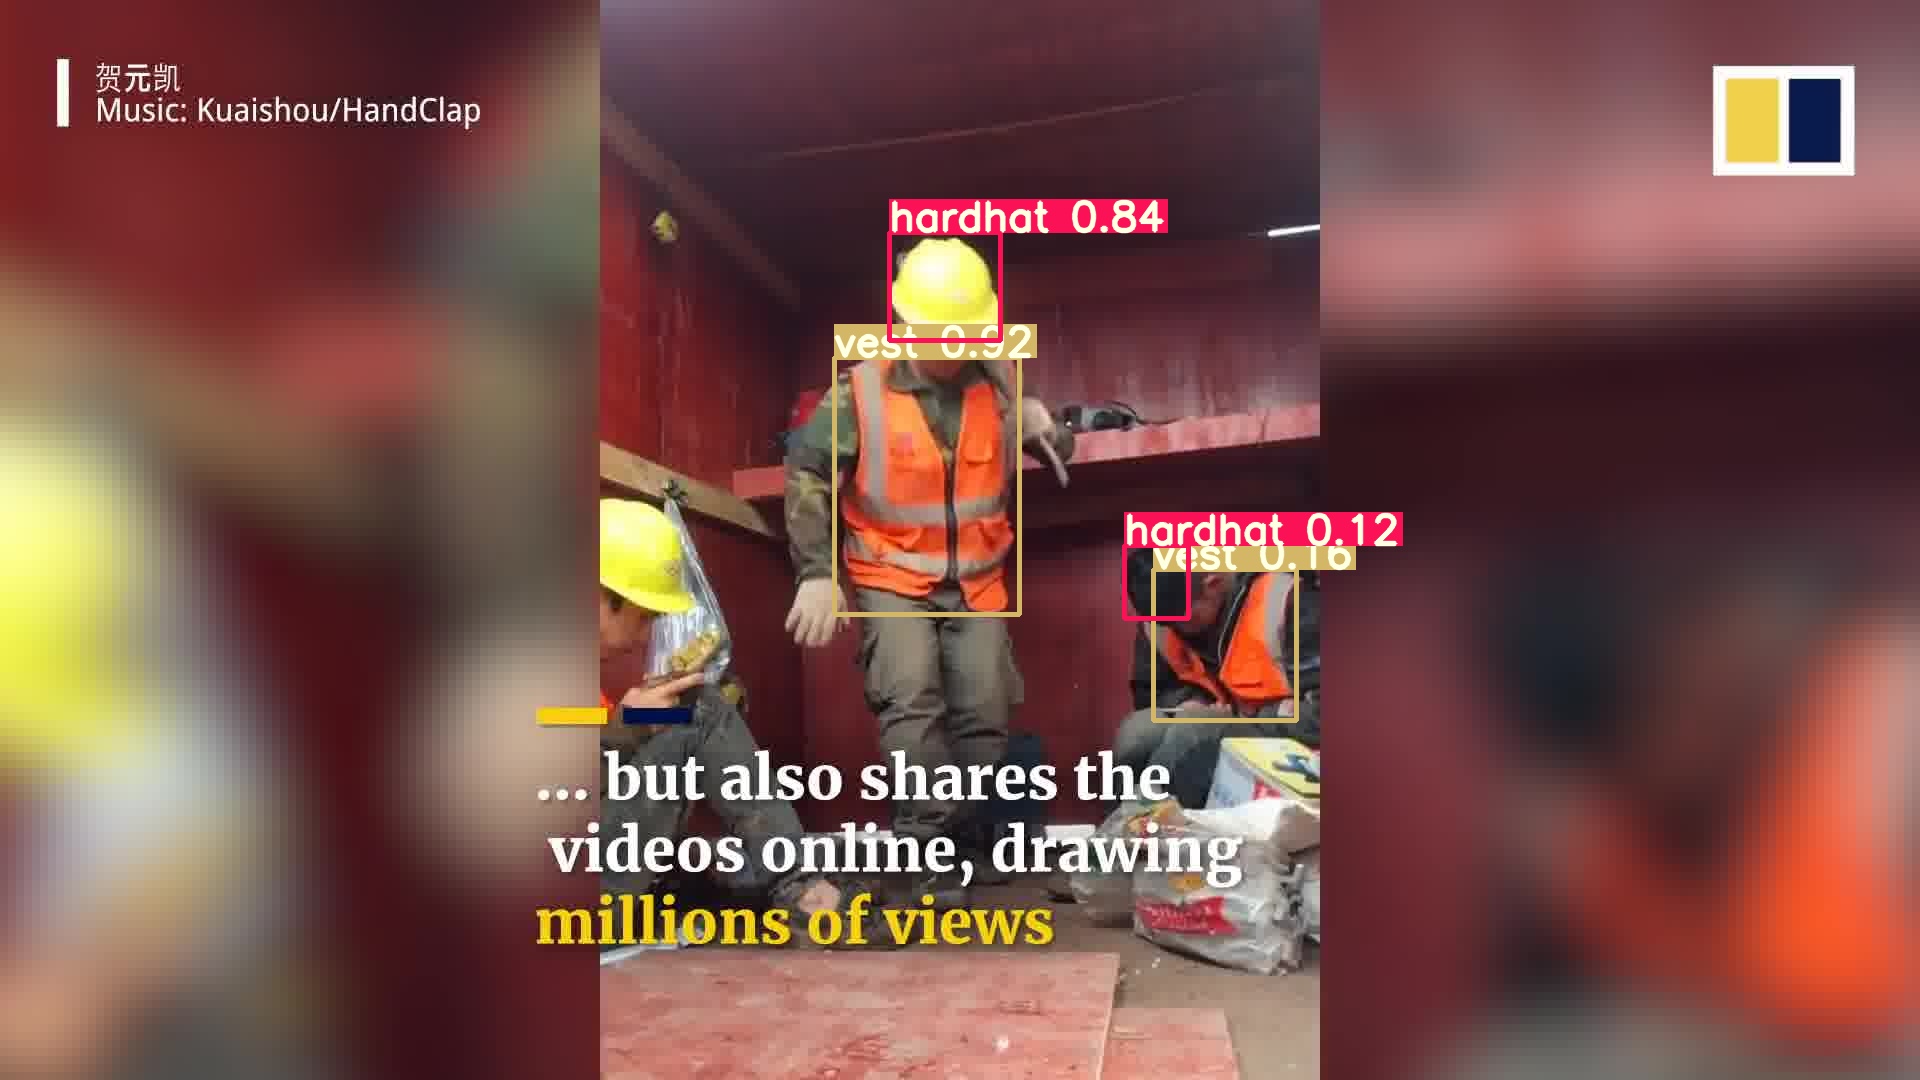 贺元凯
Music: Kuaishou/HandClap
hardhat 0.84
vest 0.92
hardhat 0.12
vest 0.16
... but also shares the
videos online, drawing
millions of views